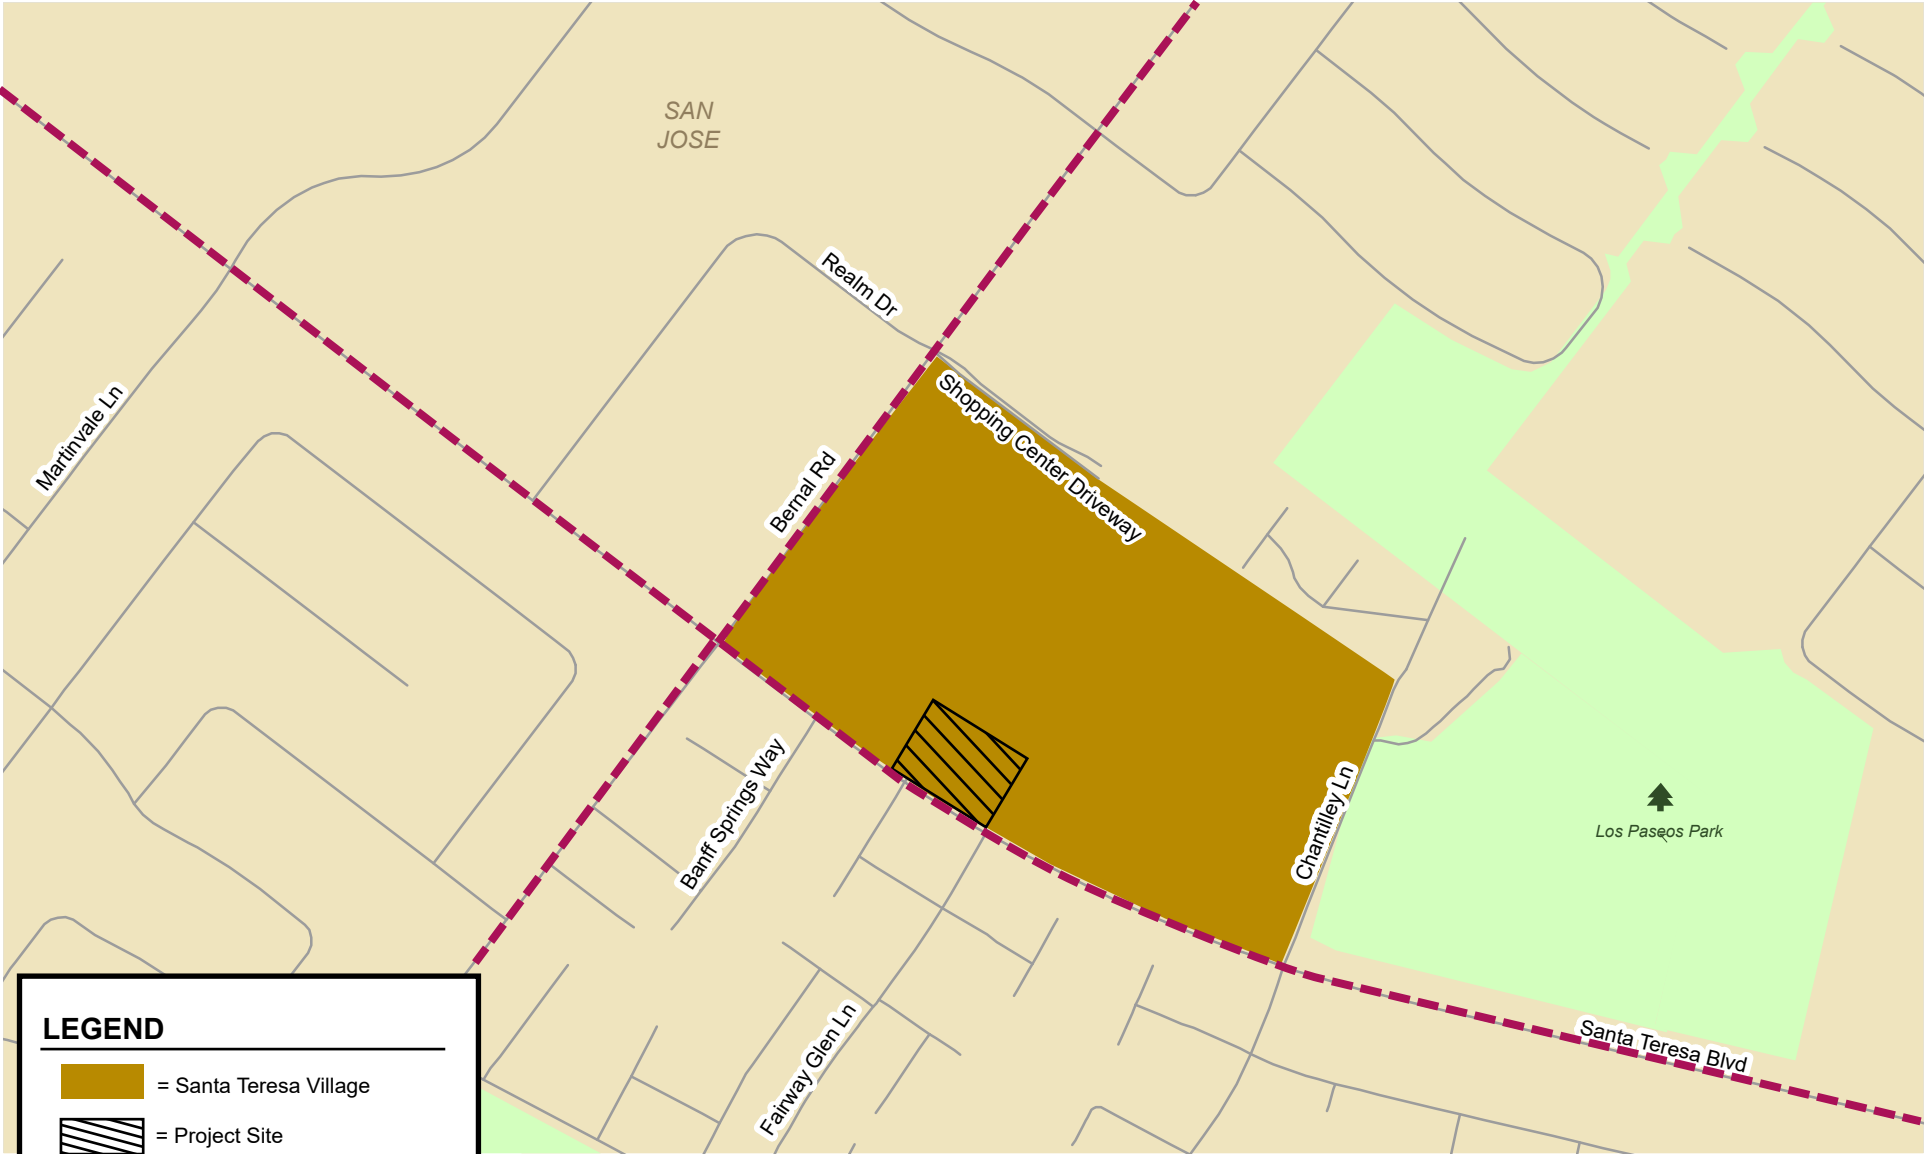 SAN
JOSE
Realm Dr
Shopping Center Driveway
Martinvale Ln
Bernal Rd
Banff Springs Way
Chantilley Ln
Los Paseos Park
Fairway Glen Ln
Santa Teresa Blvd
LEGEND
= Santa Teresa Village
= Project Site